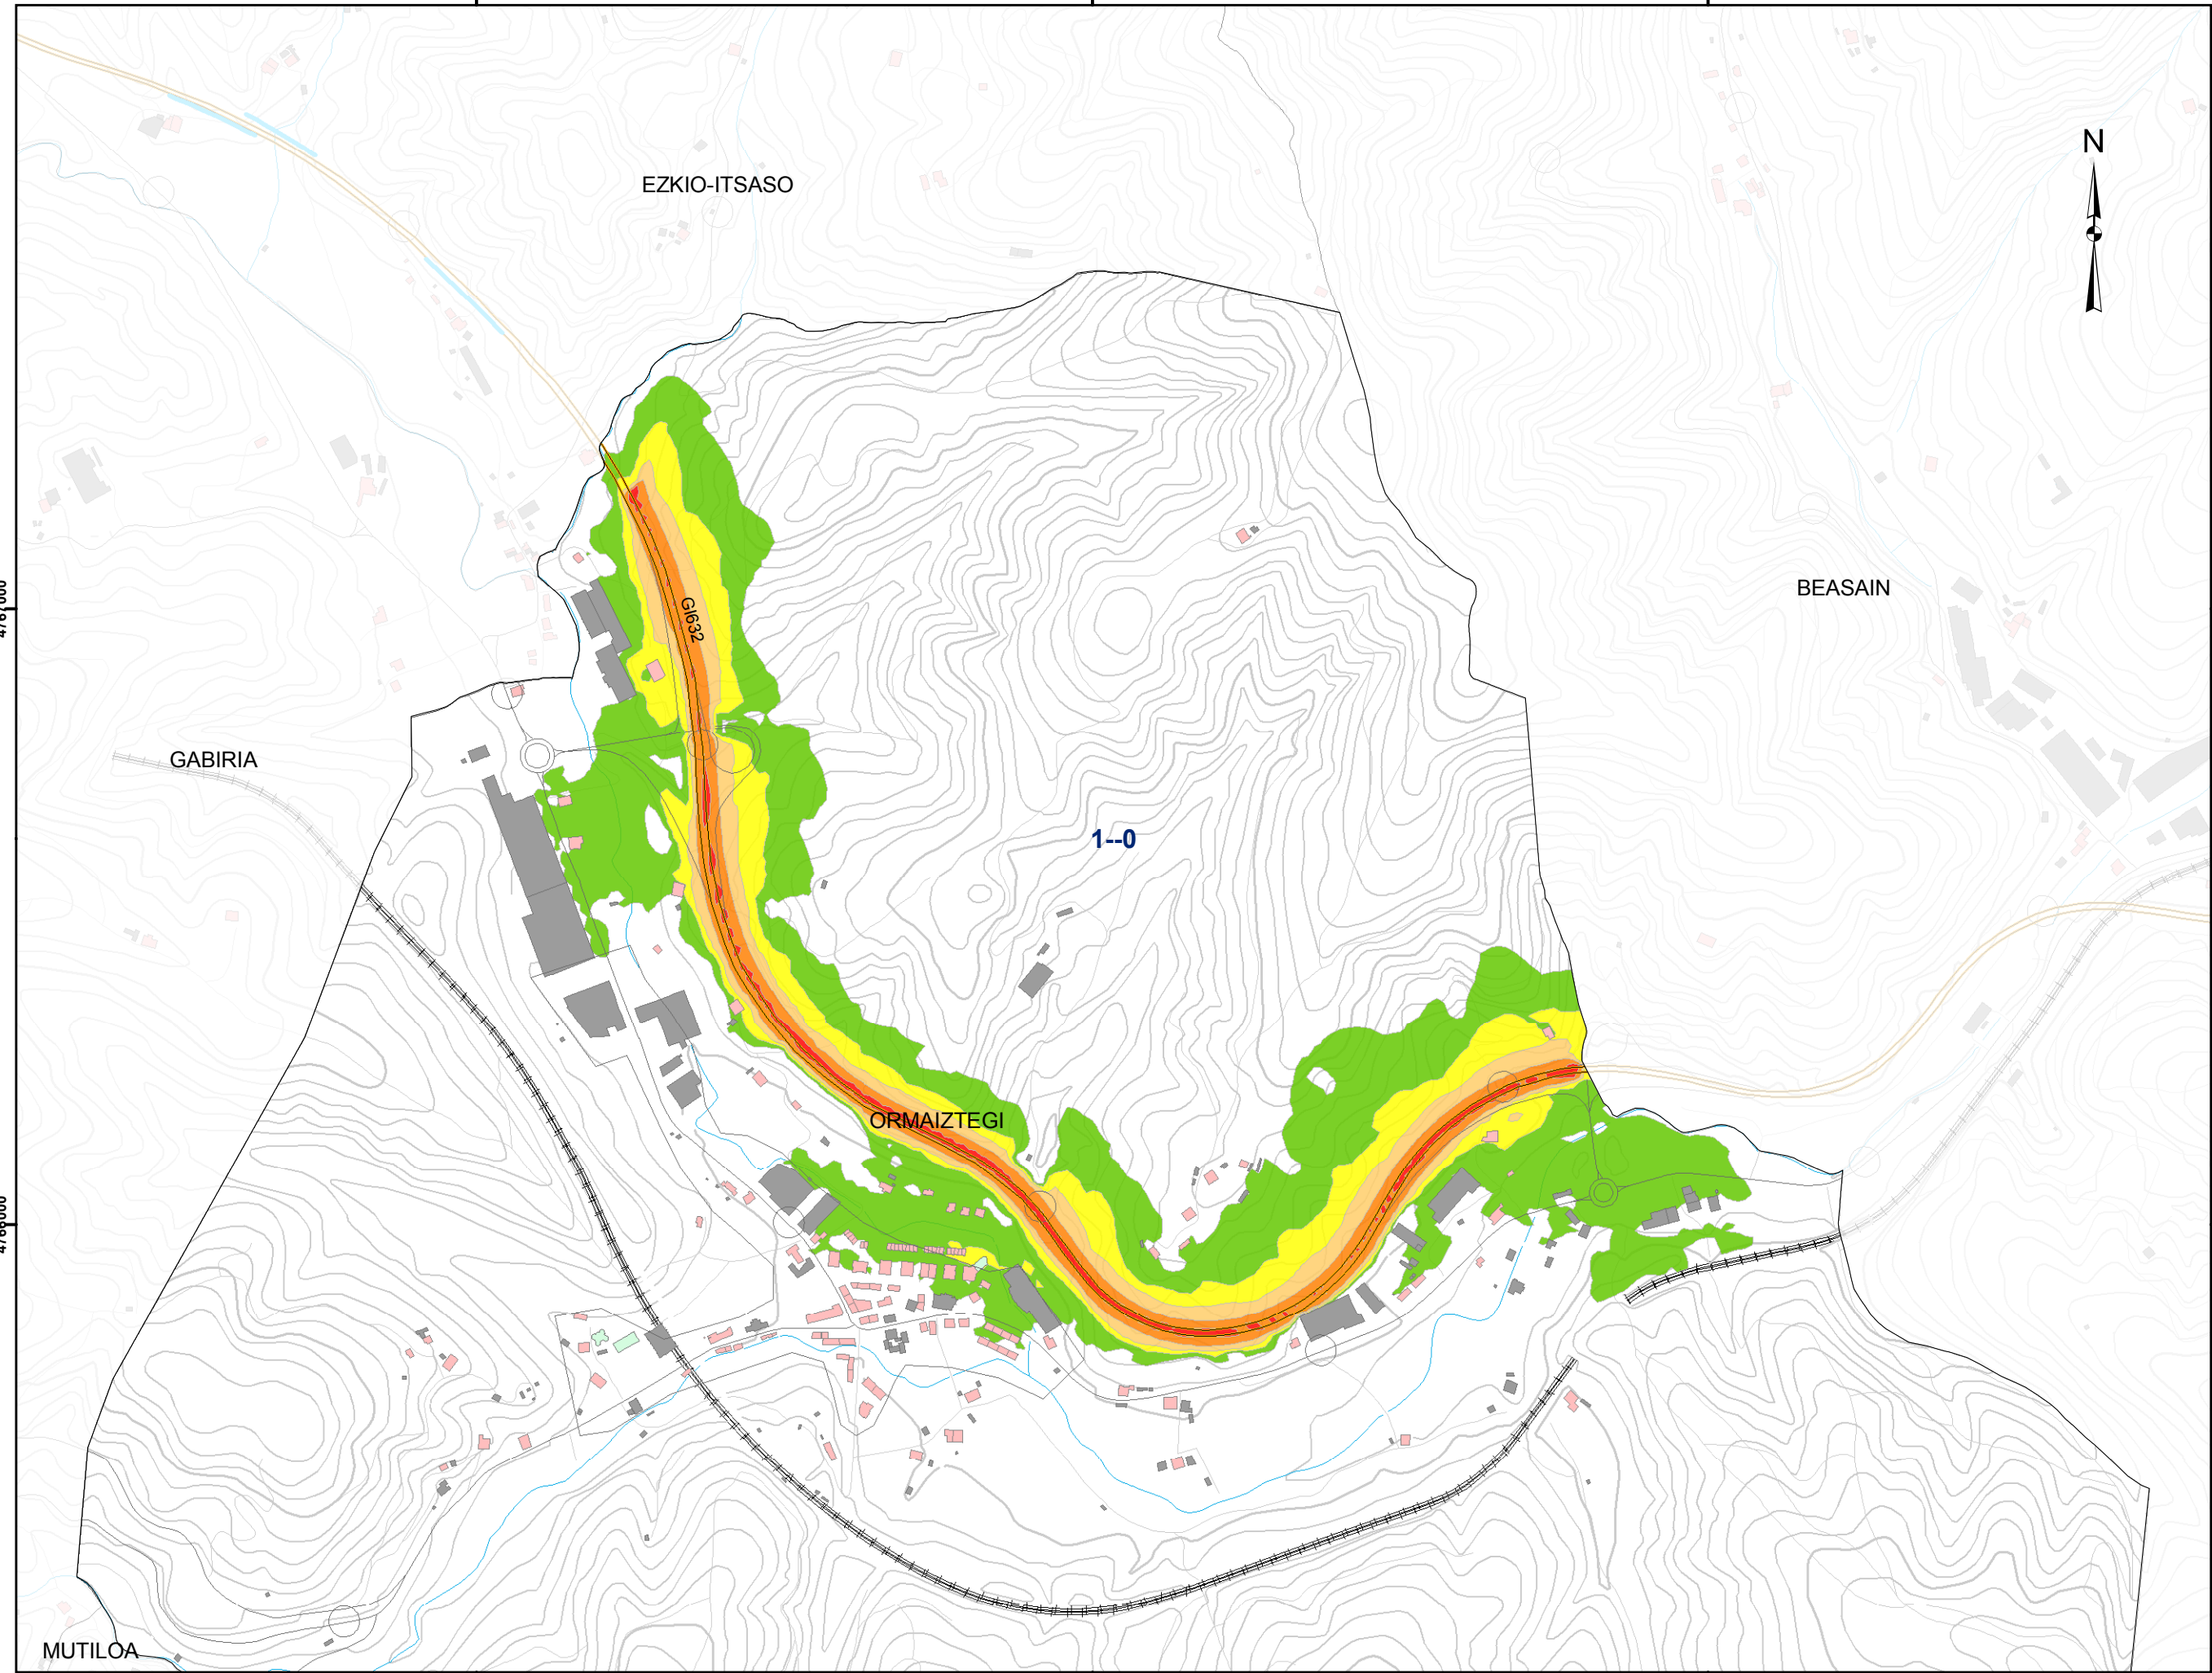 EZKIO-ITSASO
N
BEASAIN
GI632
GABIRIA
1--0
ORMAIZTEGI
MUTILOA